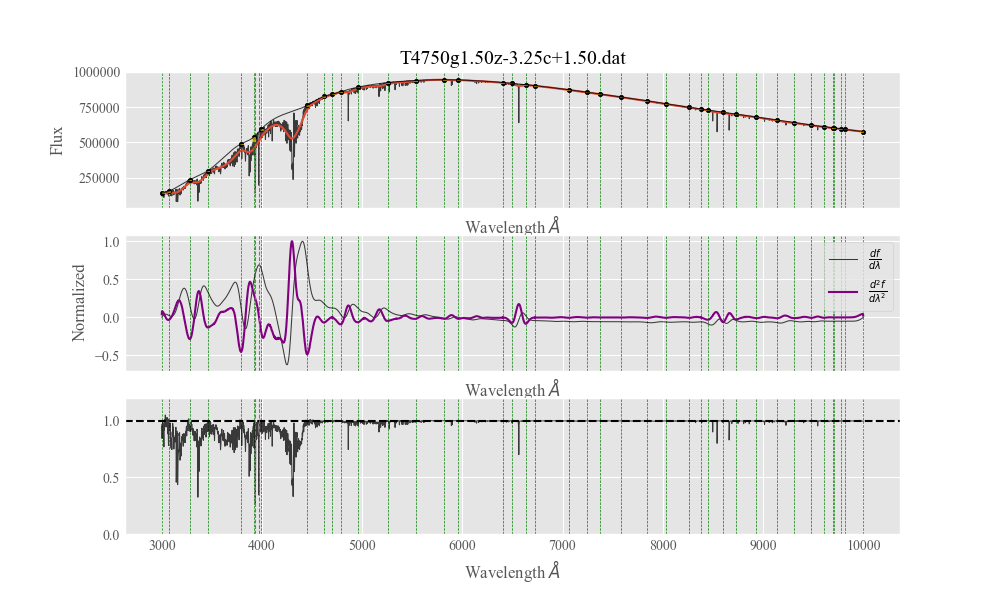 T4750g1.50z-3.25c+1.50.dat
Flux
1000000
750000
500000
250000
Wavelength Å
Normalized
1.0
0.5
0.0
−0.5
df/dλ
d²f/dλ²
Wavelength Å
1.0
0.5
0.0
3000 4000 5000 6000 7000 8000 9000 10000
Wavelength Å